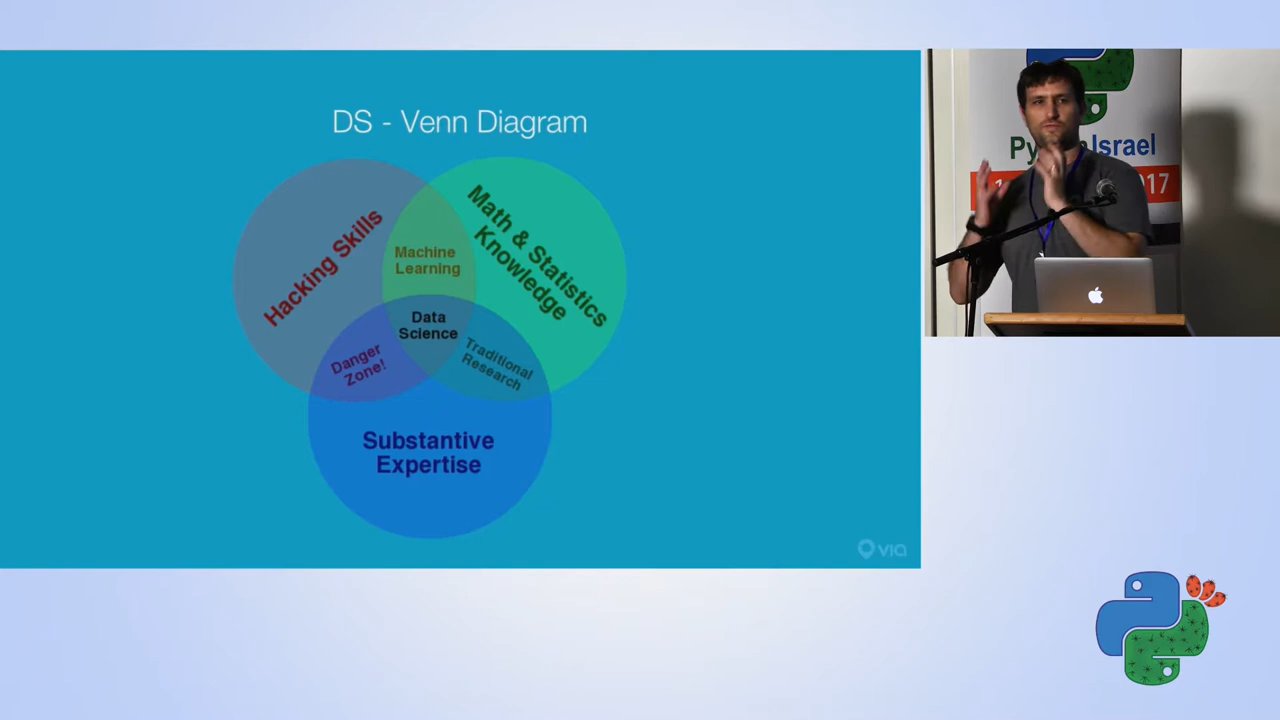 DS - Venn Diagram
Hacking Skills
Math & Statistics
Knowledge
Machine
Learning
Data
Science
Danger
Zone!
Traditional
Research
Substantive
Expertise
via
Israel
2017